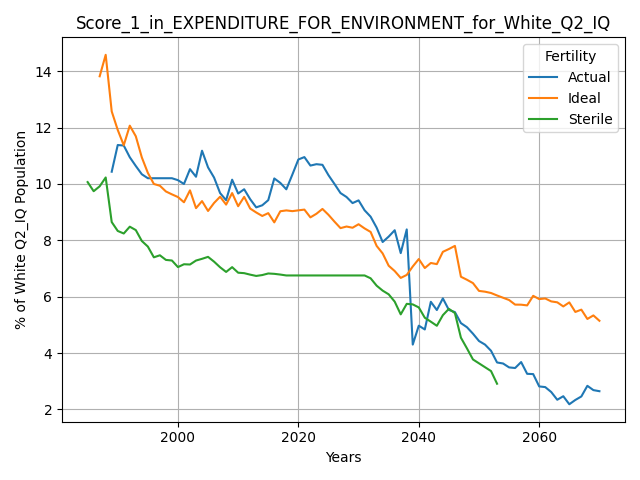 Score_1_in_EXPENDITURE_FOR_ENVIRONMENT_for_White_Q2_IQ
Fertility
Actual
Ideal
Sterile
% of White Q2_IQ Population
14
12
10
8
6
4
2
2000
2020
2040
2060
Years